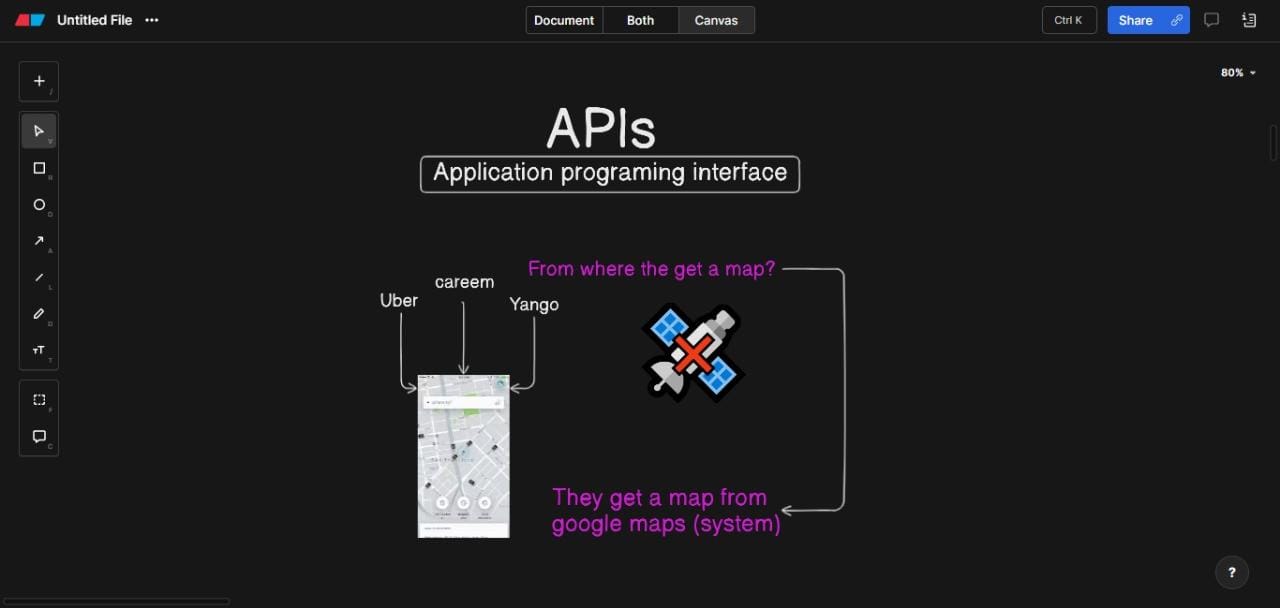 Untitled File
Document
Both
Canvas
Ctrl K
Share
80%
APIs
Application programing interface
From where the get a map?
careem
Uber
Yango
They get a map from
google maps (system)
?